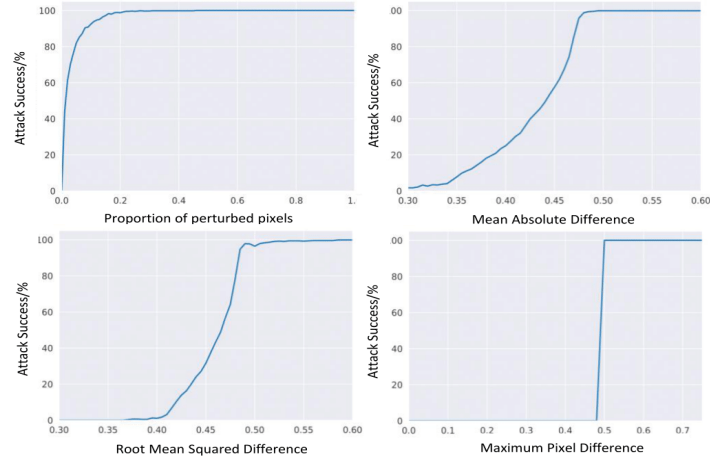 100
80
60
40
20
0
Attack Success/%
0.0 0.2 0.4 0.6 0.8 1.
Proportion of perturbed pixels
00
80
60
40
20
0
Attack Success/%
0.30 0.35 0.40 0.45 0.50 0.55 0.60
Mean Absolute Difference
100
80
60
40
20
0
Attack Success/%
0.30 0.35 0.40 0.45 0.50 0.55 0.60
Root Mean Squared Difference
00
80
60
40
20
0
Attack Success/%
0.0 0.1 0.2 0.3 0.4 0.5 0.6 0.7
Maximum Pixel Difference